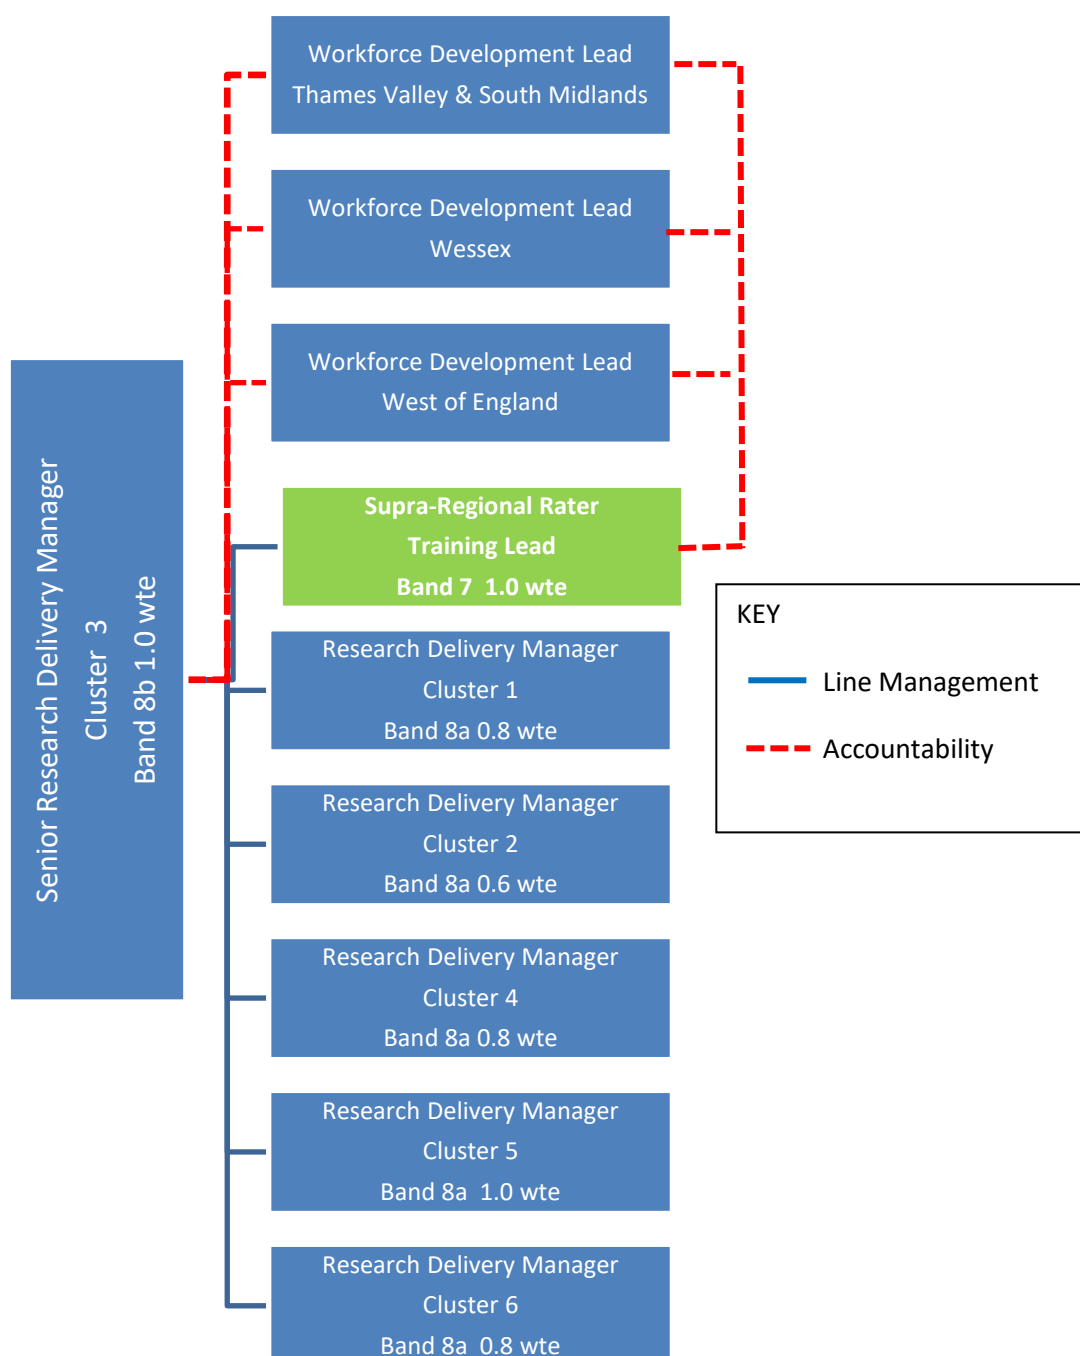 Workforce Development Lead
Thames Valley & South Midlands
Workforce Development Lead
Wessex
Workforce Development Lead
West of England
Senior Research Delivery Manager
Cluster 3
Band 8b 1.0 wte
Supra-Regional Rater
Training Lead
Band 7 1.0 wte
Research Delivery Manager
Cluster 1
Band 8a 0.8 wte
Research Delivery Manager
Cluster 2
Band 8a 0.6 wte
Research Delivery Manager
Cluster 4
Band 8a 0.8 wte
Research Delivery Manager
Cluster 5
Band 8a 1.0 wte
Research Delivery Manager
Cluster 6
Band 8a 0.8 wte
KEY
Line Management
Accountability